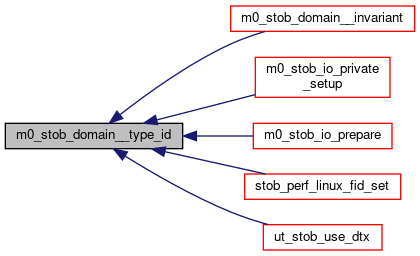 m0_stob_domain__invariant
m0_stob_io_private
_setup
m0_stob_domain__type_id
m0_stob_io_prepare
stob_perf_linux_fid_set
ut_stob_use_dtx